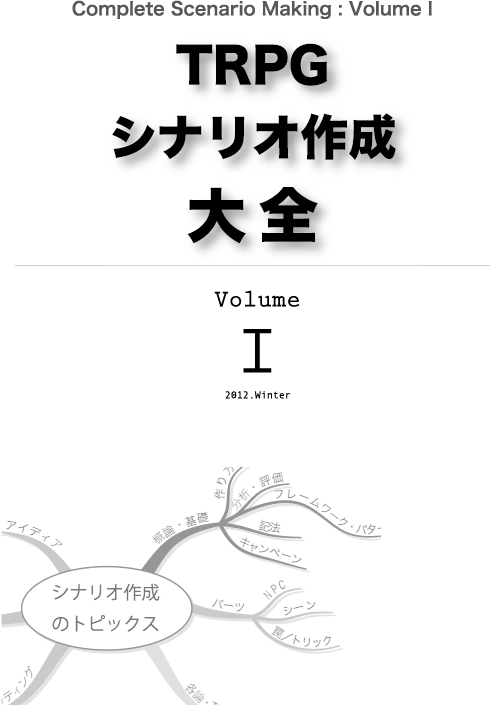 Complete Scenario Making : Volume I
TRPG
シナリオ作成
大全
Volume
I
2012.Winter
作り方
分析・評価
フレームワーク・パタ
概論・基礎
記法
キャンペーン
アイディア
シナリオ作成
のトピックス
パーツ
NPC
シーン
罠／トリック
ティング
各論・